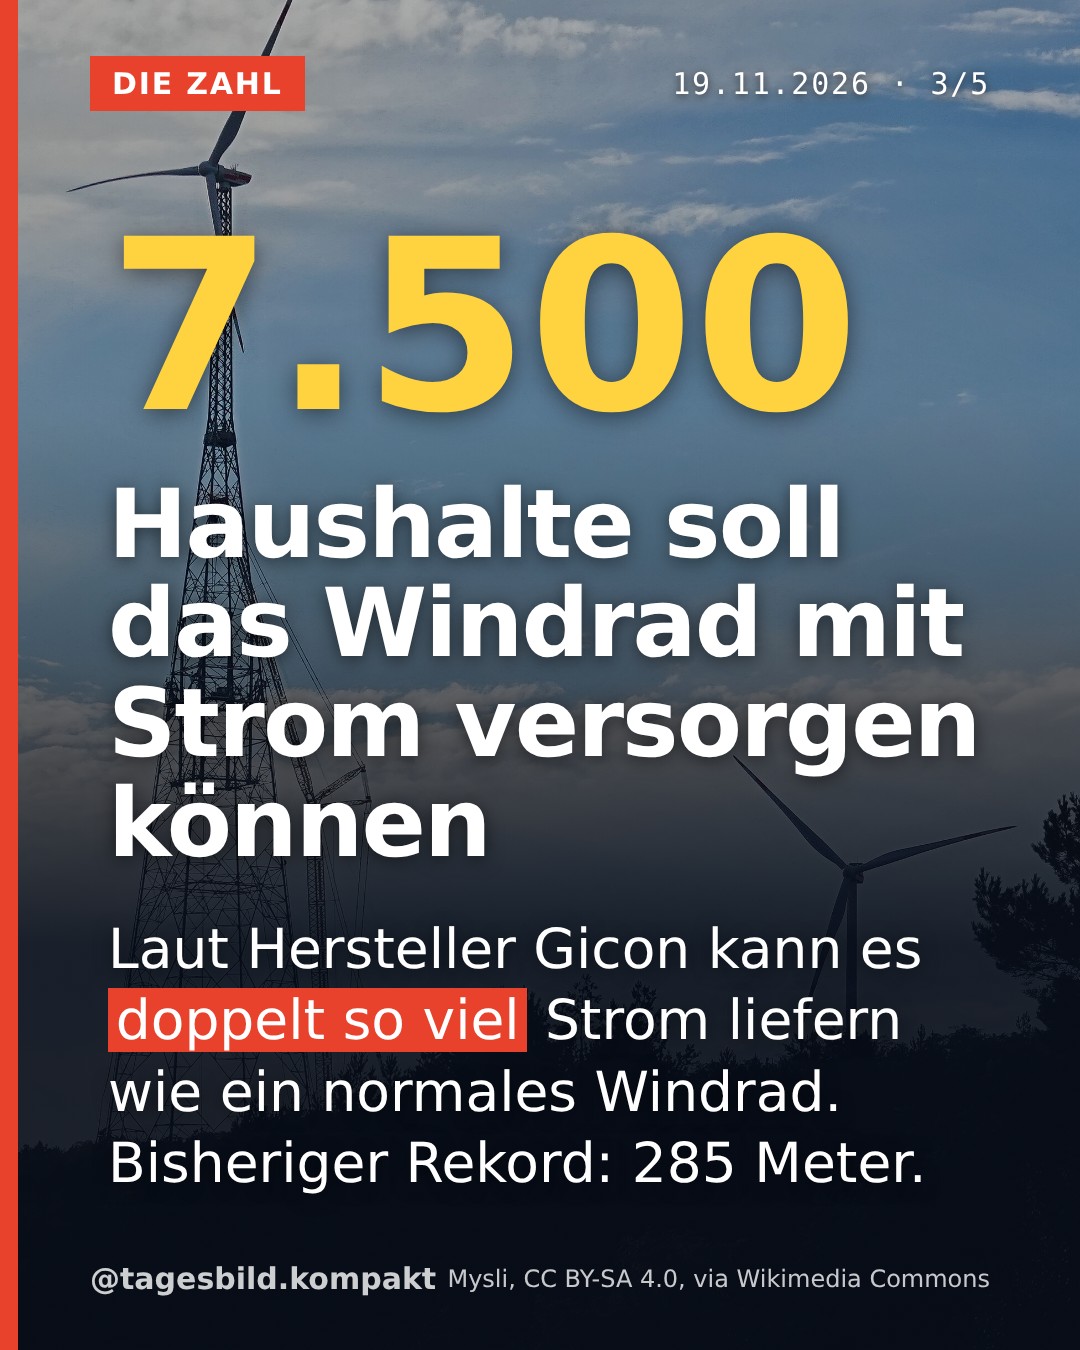 DIE ZAHL
19.11.2026 · 3/5
7.500
Haushalte soll
das Windrad mit
Strom versorgen
können
Laut Hersteller Gicon kann es
doppelt so viel Strom liefern
wie ein normales Windrad.
Bisheriger Rekord: 285 Meter.
@tagesbild.kompakt Mysli, CC BY-SA 4.0, via Wikimedia Commons